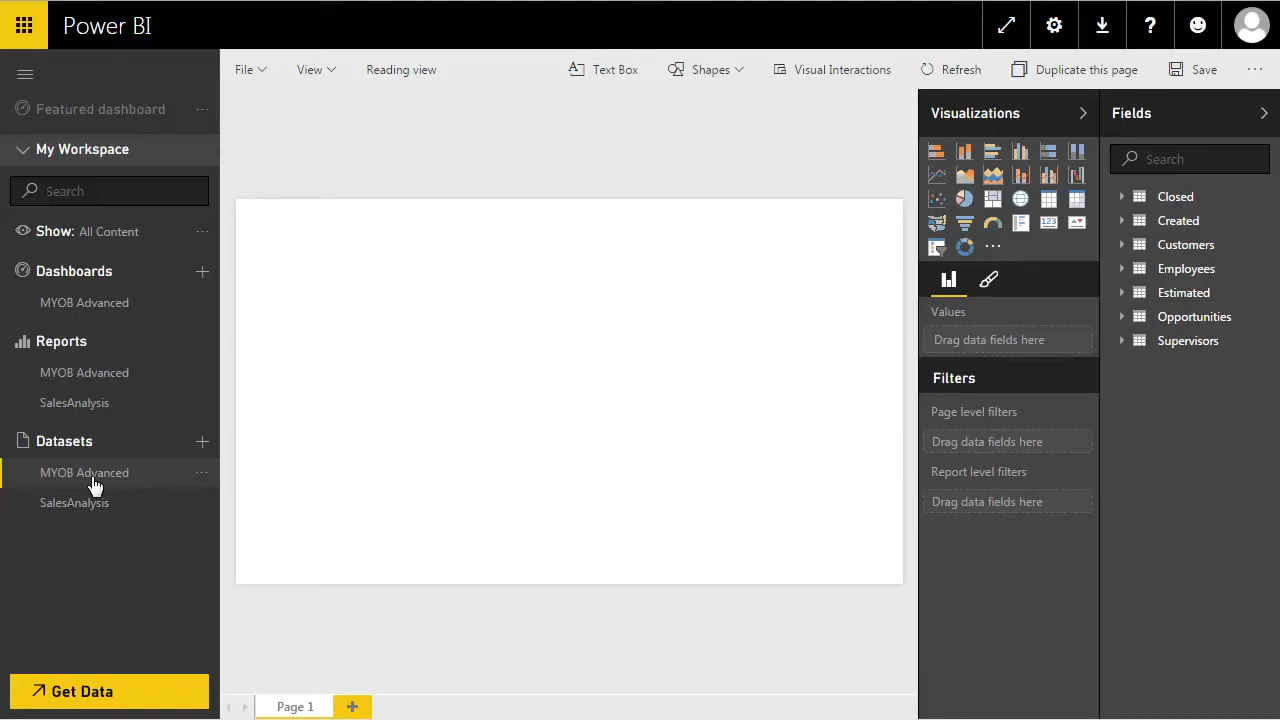 Power BI
?
Featured dashboard ...
My Workspace
Search
Show: All Content ...
Dashboards +
MYOB Advanced
Reports
MYOB Advanced
SalesAnalysis
Datasets +
MYOB Advanced ...
SalesAnalysis
Get Data
File
View
Reading view
Text Box
Shapes
Visual Interactions
Refresh
Duplicate this page
Save
...
Page 1
+
Visualizations
123
...
Values
Drag data fields here
Filters
Page level filters
Drag data fields here
Report level filters
Drag data fields here
Fields
Search
Closed
Created
Customers
Employees
Estimated
Opportunities
Supervisors